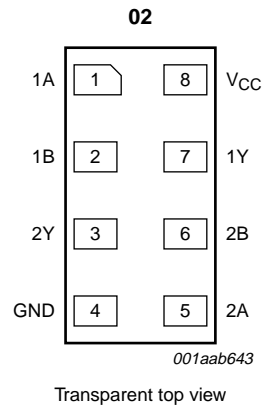 02
1A 1 8 VCC
1B 2 7 1Y
2Y 3 6 2B
GND 4 5 2A
001aab643
Transparent top view